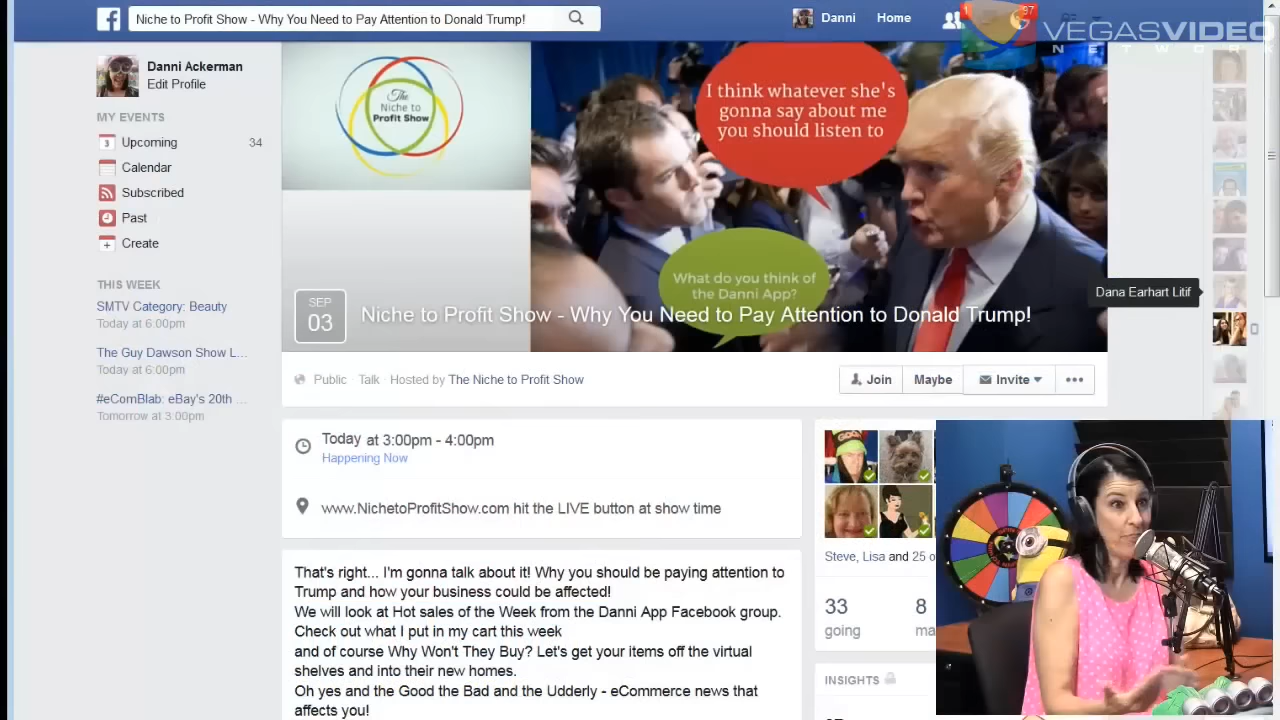 Niche to Profit Show - Why You Need to Pay Attention to Donald Trump!
Danni
Home
1
97
VEGASVIDEO
NETWORK
Danni Ackerman
Edit Profile
MY EVENTS
3 Upcoming 34
Calendar
Subscribed
Past
Create
THIS WEEK
SMTV Category: Beauty
Today at 6:00pm
The Guy Dawson Show L...
Today at 6:00pm
#eComBlab: eBay's 20th ...
Tomorrow at 3:00pm
The
Niche to
Profit Show
I think whatever she's
gonna say about me
you should listen to
What do you think of
the Danni App?
SEP
03
Niche to Profit Show - Why You Need to Pay Attention to Donald Trump!
Dana Earhart Litif
Public Talk Hosted by The Niche to Profit Show
Join
Maybe
Invite
Today at 3:00pm - 4:00pm
Happening Now
www.NichetoProfitShow.com hit the LIVE button at show time
Steve, Lisa and 25 o
33
going
8
ma
INSIGHTS
That's right... I'm gonna talk about it! Why you should be paying attention to
Trump and how your business could be affected!
We will look at Hot sales of the Week from the Danni App Facebook group.
Check out what I put in my cart this week
and of course Why Won't They Buy? Let's get your items off the virtual
shelves and into their new homes.
Oh yes and the Good the Bad and the Udderly - eCommerce news that
affects you!